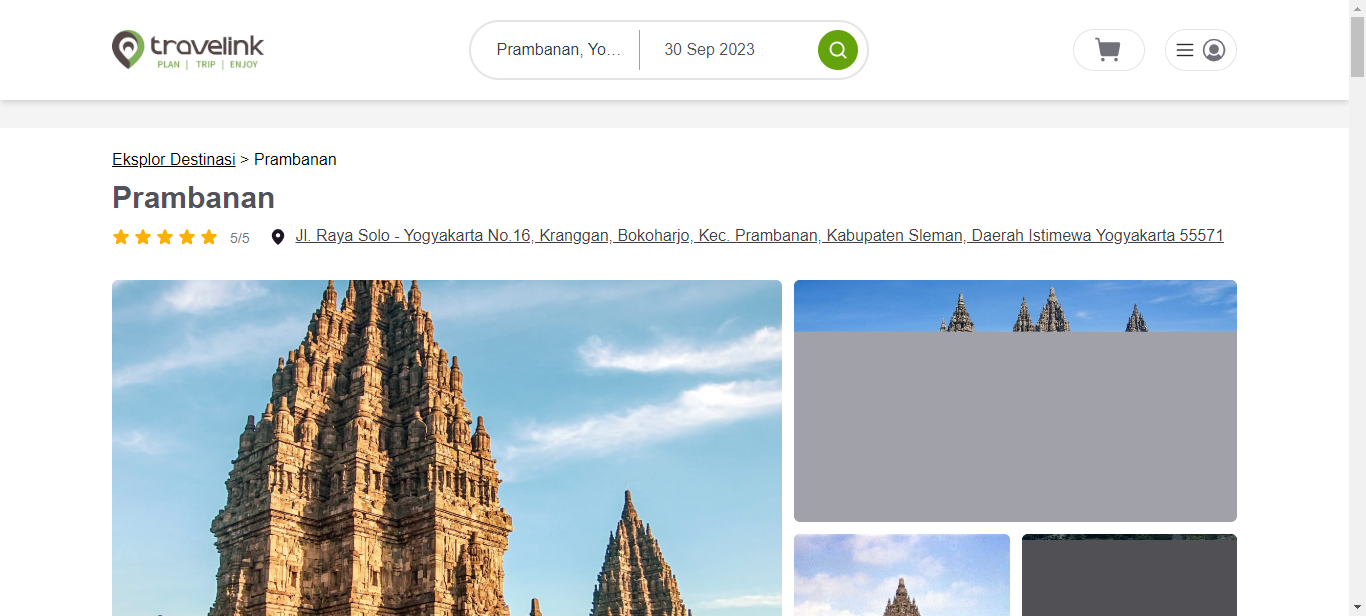 travelink
PLAN | TRIP | ENJOY
Prambanan, Yo...
30 Sep 2023
Eksplor Destinasi > Prambanan
Prambanan
5/5
Jl. Raya Solo - Yogyakarta No.16, Kranggan, Bokoharjo, Kec. Prambanan, Kabupaten Sleman, Daerah Istimewa Yogyakarta 55571